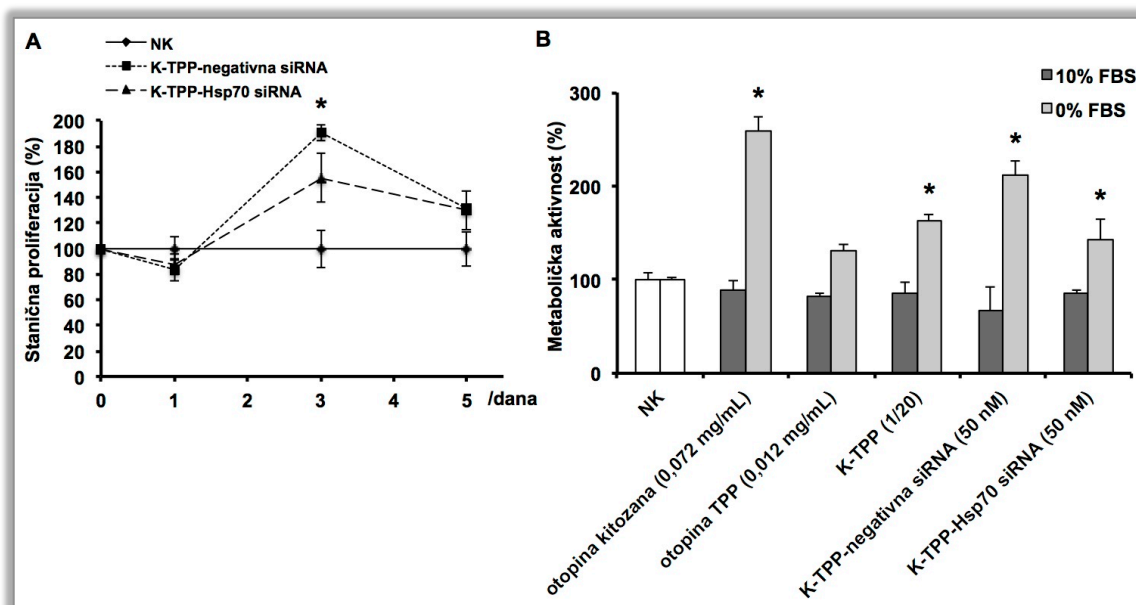 A
NK
K-TPP-negativna siRNA
K-TPP-Hsp70 siRNA
*
Stanična proliferacija (%)
200
180
160
140
120
100
80
60
40
20
0
0 1 2 3 4 5 /dana
B
10% FBS
0% FBS
Metabolička aktivnost (%)
300
200
100
0
* * * *
NK
otopina kitozana (0,072 mg/mL)
otopina TPP (0,012 mg/mL)
K-TPP (1/20)
K-TPP-negativna siRNA (50 nM)
K-TPP-Hsp70 siRNA (50 nM)